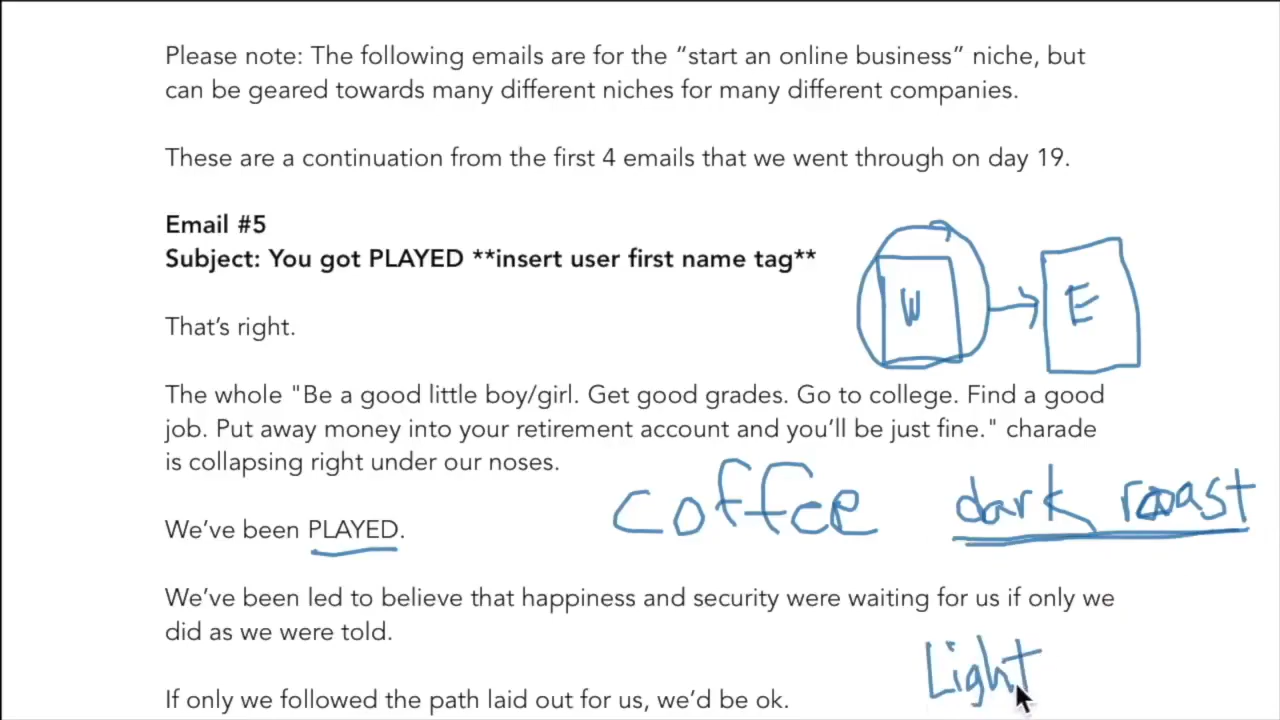 Please note: The following emails are for the “start an online business” niche, but
can be geared towards many different niches for many different companies.
These are a continuation from the first 4 emails that we went through on day 19.
Email #5
Subject: You got PLAYED **insert user first name tag**
W
E
That’s right.
The whole "Be a good little boy/girl. Get good grades. Go to college. Find a good
job. Put away money into your retirement account and you’ll be just fine." charade
is collapsing right under our noses.
coffee dark roast
We’ve been PLAYED.
We’ve been led to believe that happiness and security were waiting for us if only we
did as we were told.
Light
If only we followed the path laid out for us, we’d be ok.